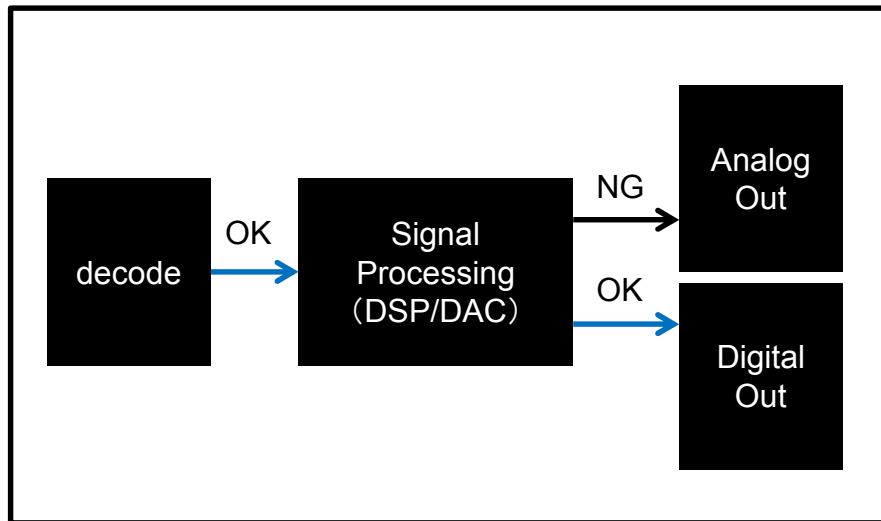 decode
OK
Signal
Processing
（DSP/DAC）
NG
Analog
Out
OK
Digital
Out